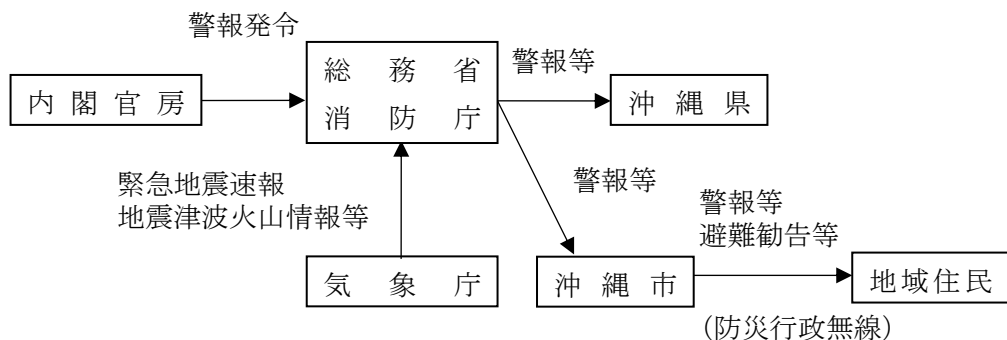 警報発令
総務省
消防庁
警報等
内閣官房
沖縄県
緊急地震速報
地震津波火山情報等
警報等
警報等
避難勧告等
気象庁
沖縄市
地域住民
(防災行政無線)